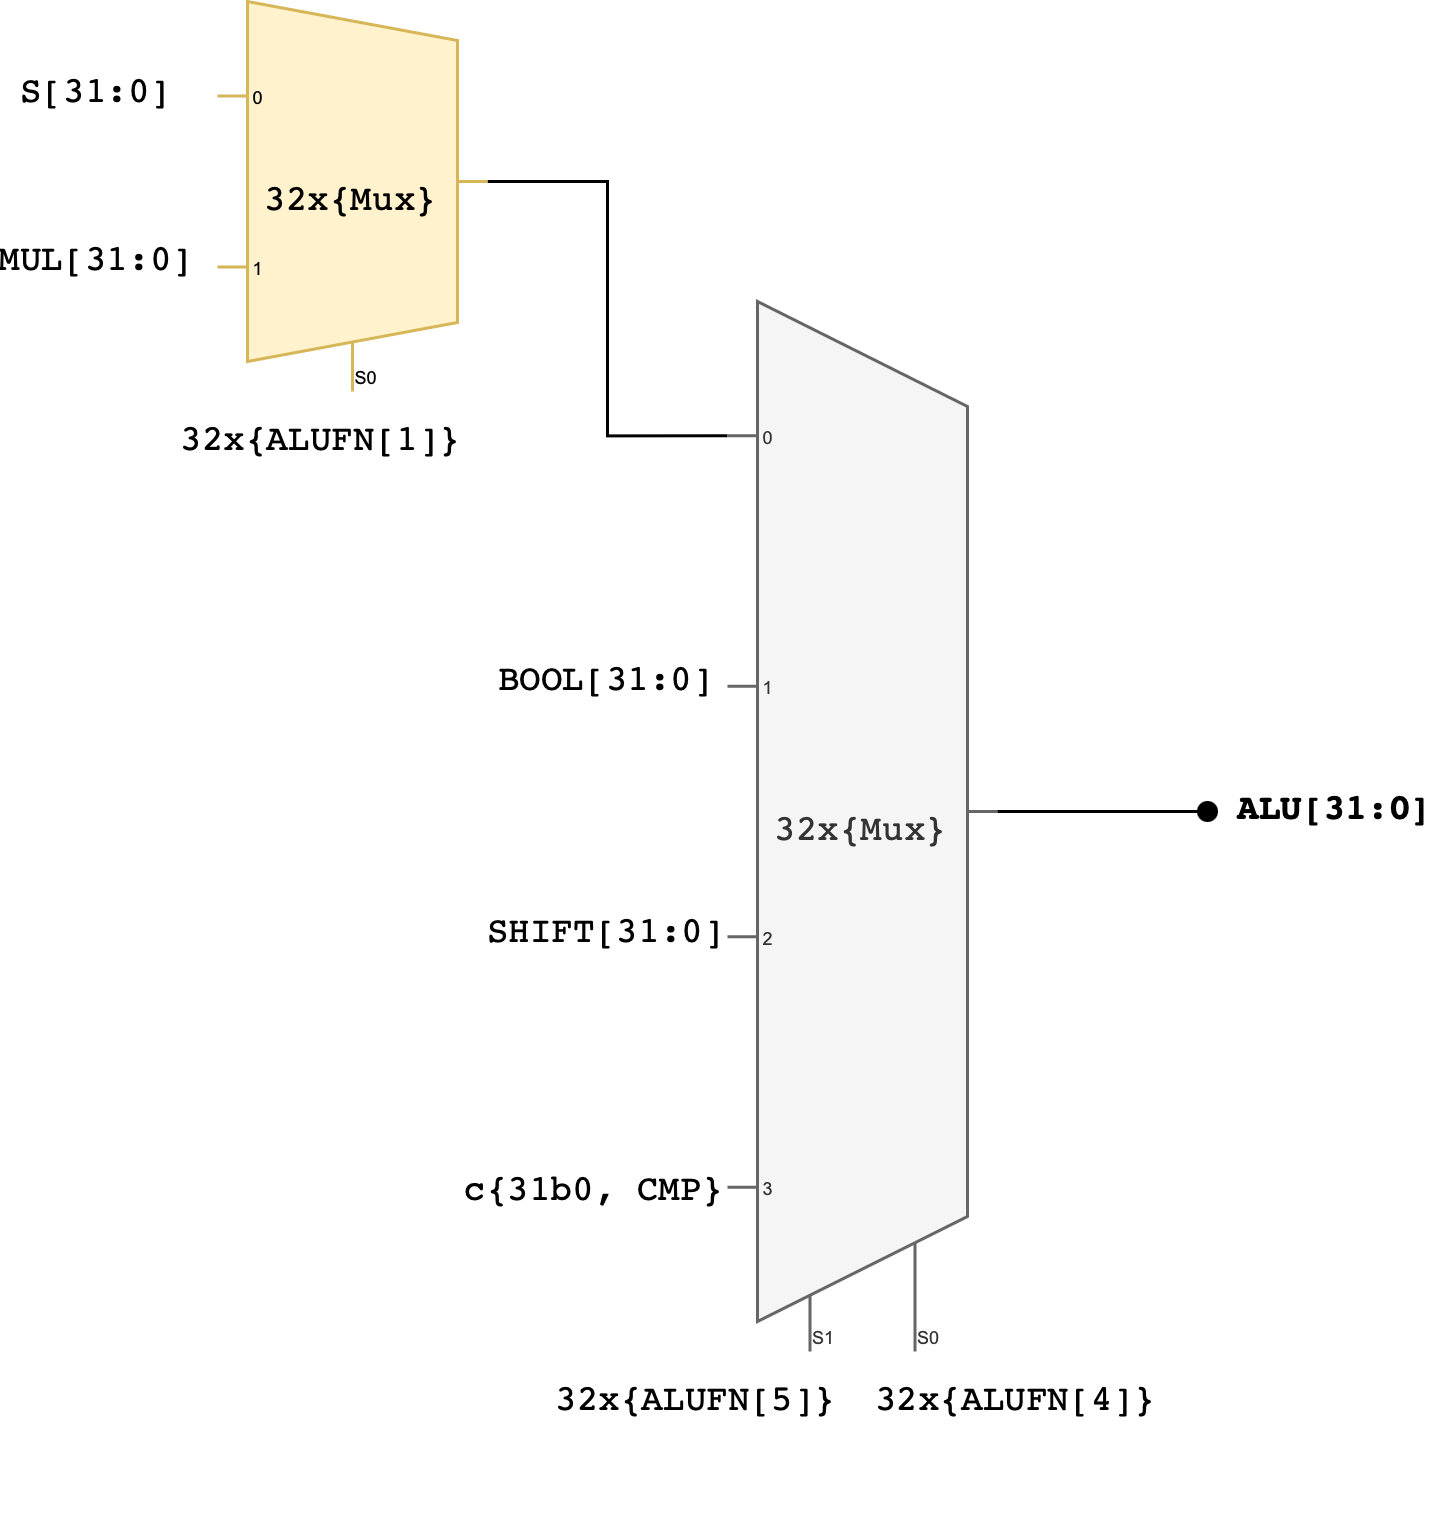 S[31:0]
0
32x{Mux}
MUL[31:0]
1
S0
32x{ALUFN[1]}
0
BOOL[31:0]
1
32x{Mux}
ALU[31:0]
SHIFT[31:0]
2
c{31b0, CMP}
3
S1
S0
32x{ALUFN[5]}
32x{ALUFN[4]}